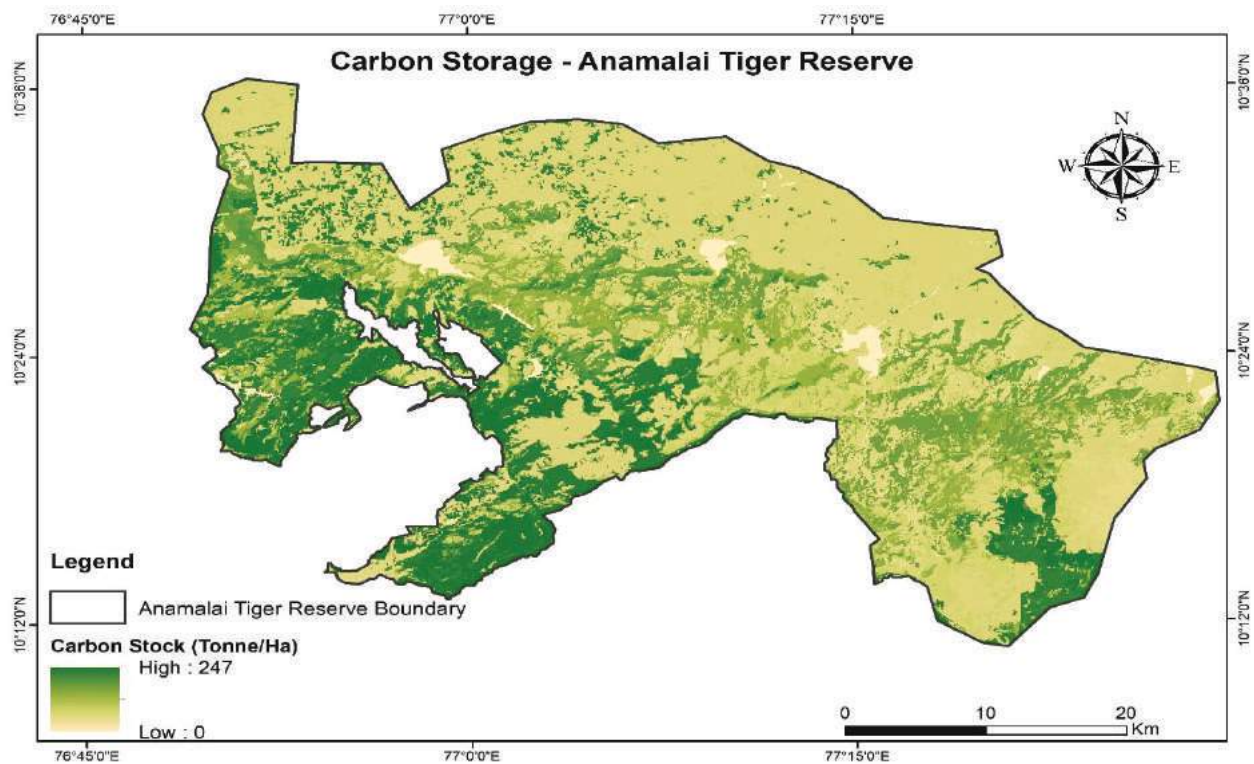 76°45'0"E 77°0'0"E 77°15'0"E
Carbon Storage - Anamalai Tiger Reserve
10°36'0"N 10°36'0"N
N
W E
S
10°24'0"N 10°24'0"N
Legend
Anamalai Tiger Reserve Boundary
10°12'0"N 10°12'0"N
Carbon Stock (Tonne/Ha)
High : 247
Low : 0
0 10 20
Km
76°45'0"E 77°0'0"E 77°15'0"E